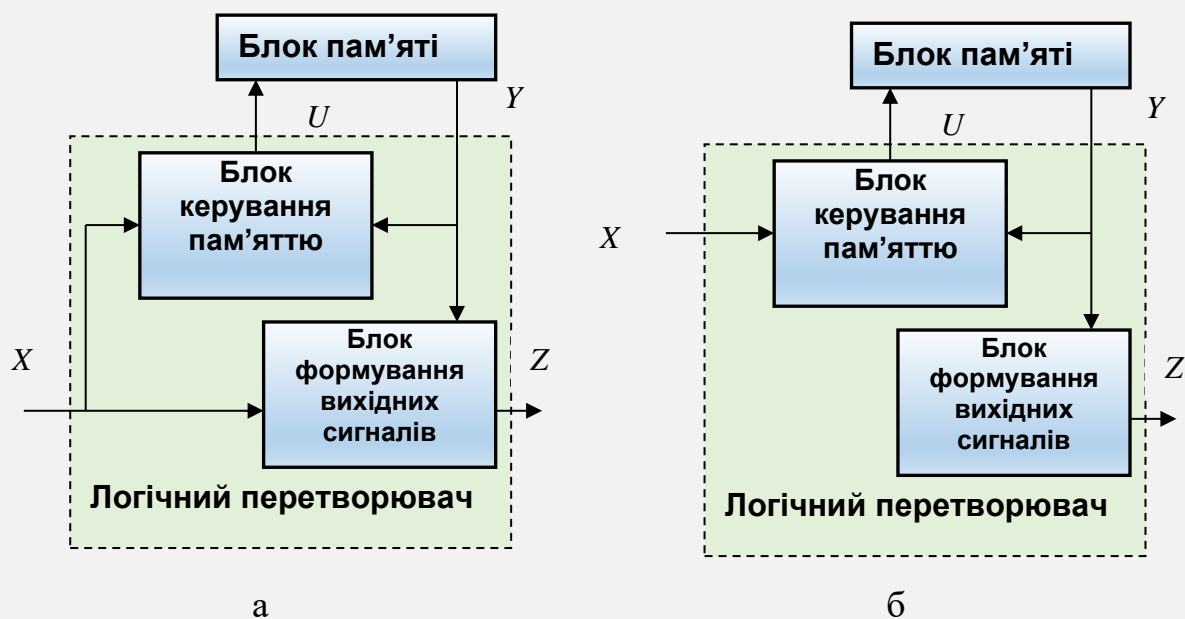 Блок пам’яті
Y
U
Блок
керування
пам’яттю
X
Блок
формування
вихідних
сигналів
Z
Логічний перетворювач
а
Блок пам’яті
Y
U
Блок
керування
пам’яттю
X
Блок
формування
вихідних
сигналів
Z
Логічний перетворювач
б